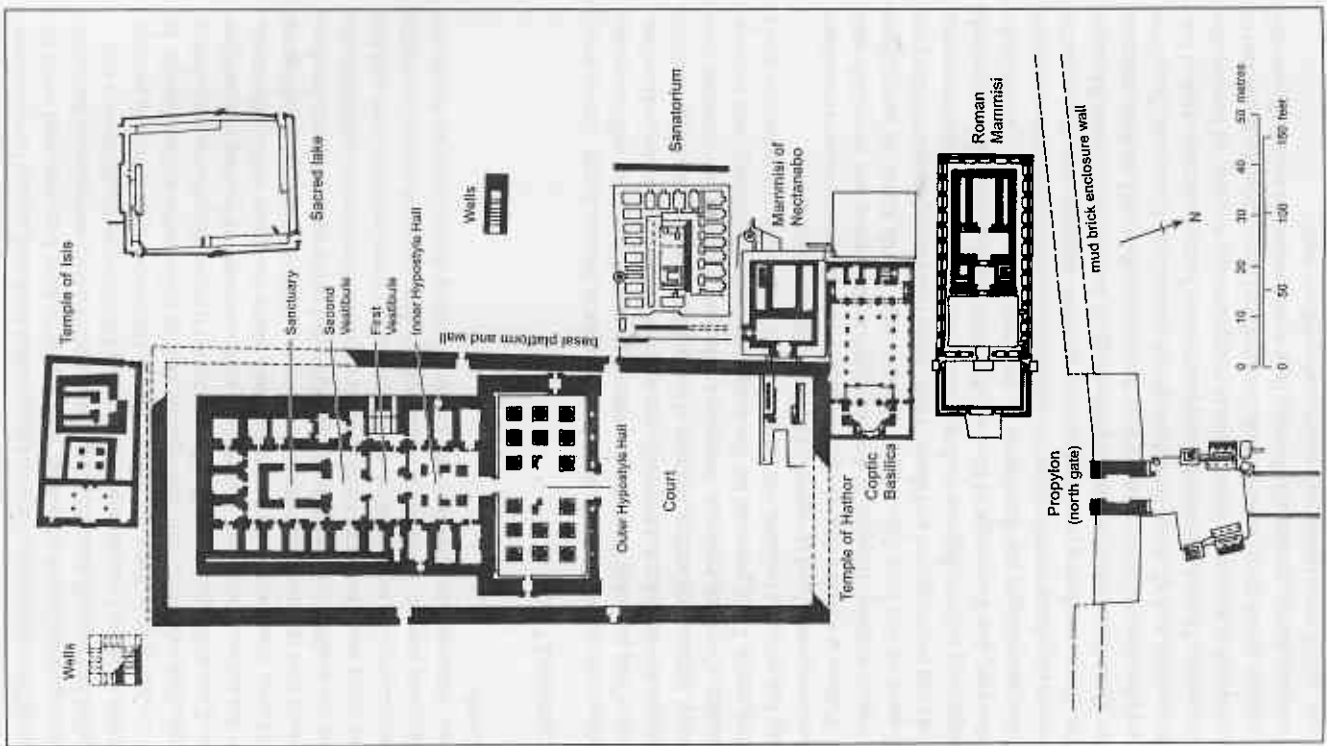 Temple of Isis
Sacred lake
Sanctuary
Second
Vestibule
First
Vestibule
Inner Hypostyle Hall
Wells
Sanatorium
Mammisi of
Nectanabo
Roman
Mammisi
mud brick enclosure wall
50 metres
150 feet
40
30
100
20
50
10
0
0
N
basal platform and wall
Outer Hypostyle Hall
Court
Temple of Hathor
Coptic
Basilica
Propylon
(north gate)
Wells